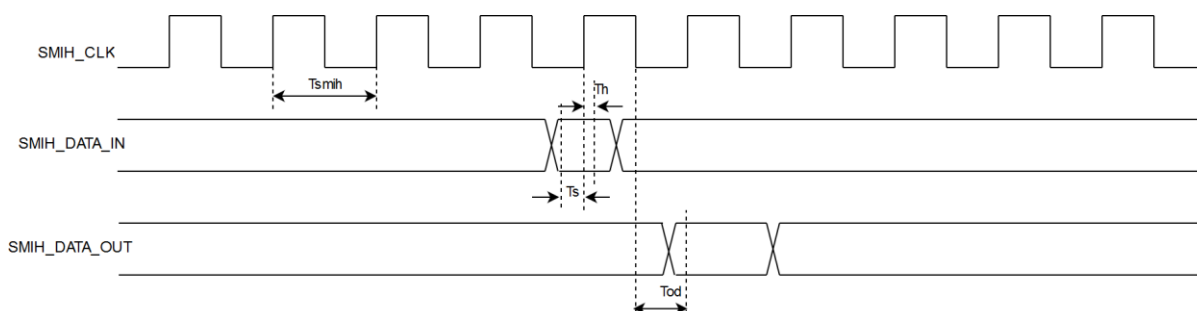 SMIH_CLK
Tsmih
Th
SMIH_DATA_IN
Ts
SMIH_DATA_OUT
Tod